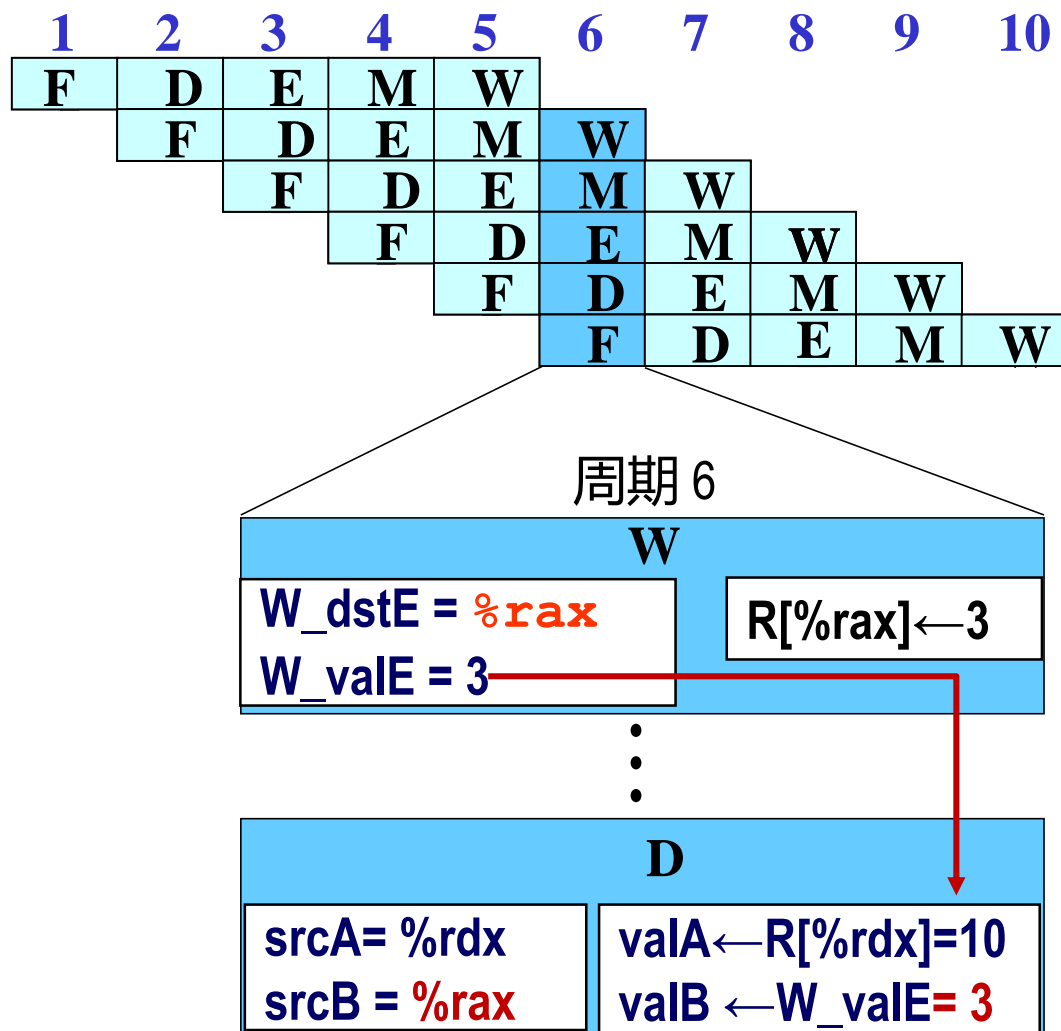 1 2 3 4 5 6 7 8 9 10
F D E M W
F D E M W
F D E M W
F D E M W
F D E M W
F D E M W
周期 6
W
W_dstE = %rax
W_valE = 3
R[%rax]←3
D
srcA= %rdx
srcB = %rax
valA←R[%rdx]=10
valB ←W_valE= 3